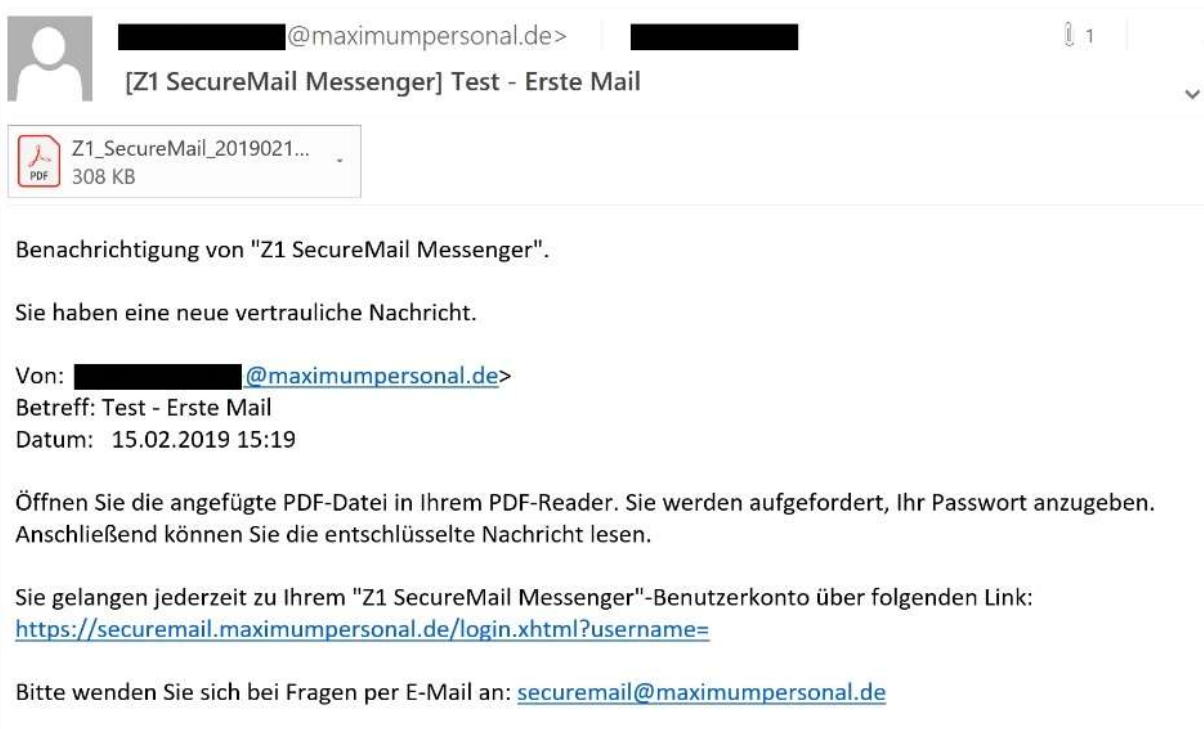 @maximumpersonal.de>
1
[Z1 SecureMail Messenger] Test - Erste Mail
Z1_SecureMail_2019021...
PDF
308 KB
Benachrichtigung von "Z1 SecureMail Messenger".
Sie haben eine neue vertrauliche Nachricht.
Von: @maximumpersonal.de>
Betreff: Test - Erste Mail
Datum: 15.02.2019 15:19
Öffnen Sie die angefügte PDF-Datei in Ihrem PDF-Reader. Sie werden aufgefordert, Ihr Passwort anzugeben.
Anschließend können Sie die entschlüsselte Nachricht lesen.
Sie gelangen jederzeit zu Ihrem "Z1 SecureMail Messenger"-Benutzerkonto über folgenden Link:
https://securemail.maximumpersonal.de/login.xhtml?username=
Bitte wenden Sie sich bei Fragen per E-Mail an: securemail@maximumpersonal.de